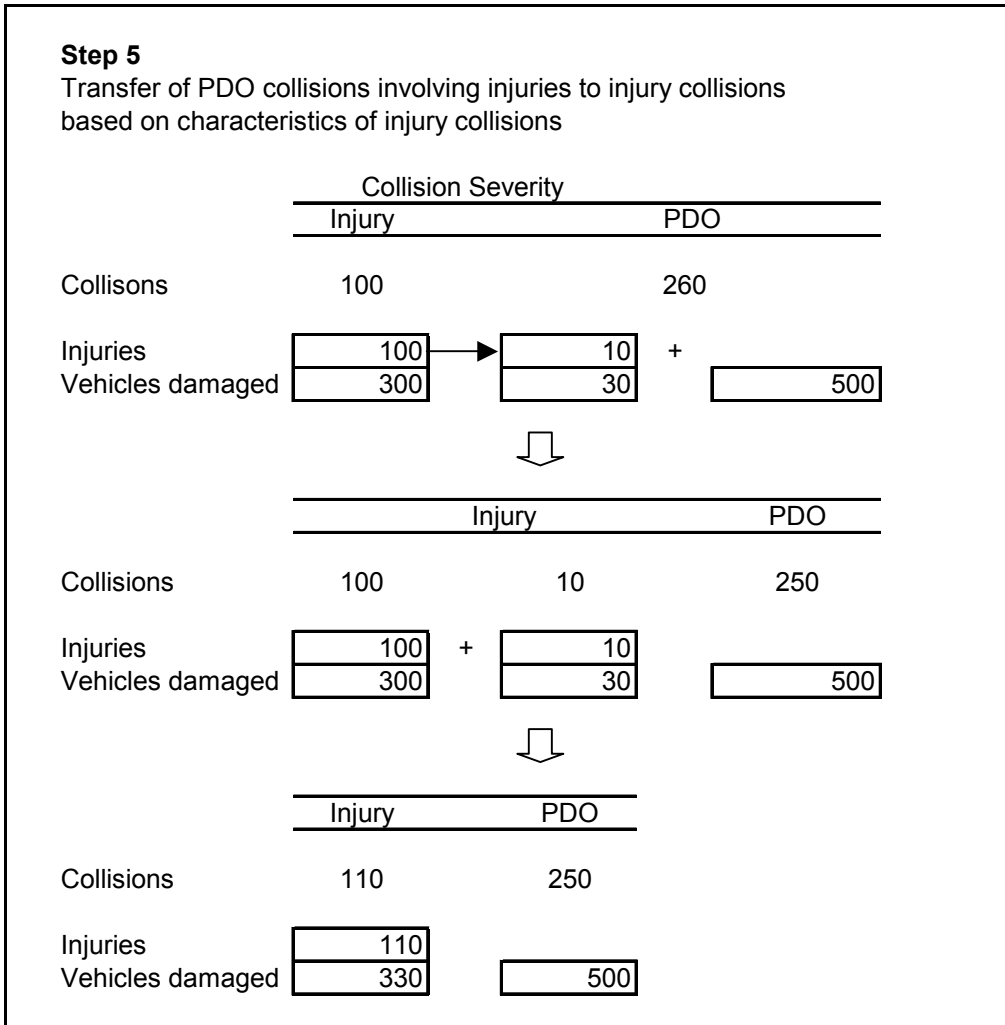 Step 5
Transfer of PDO collisions involving injuries to injury collisions
based on characteristics of injury collisions
Collision Severity
Injury PDO
Collisons 100 260
Injuries 100 10 +
Vehicles damaged 300 30 500
Injury PDO
Collisions 100 10 250
Injuries 100 + 10
Vehicles damaged 300 30 500
Injury PDO
Collisions 110 250
Injuries 110
Vehicles damaged 330 500